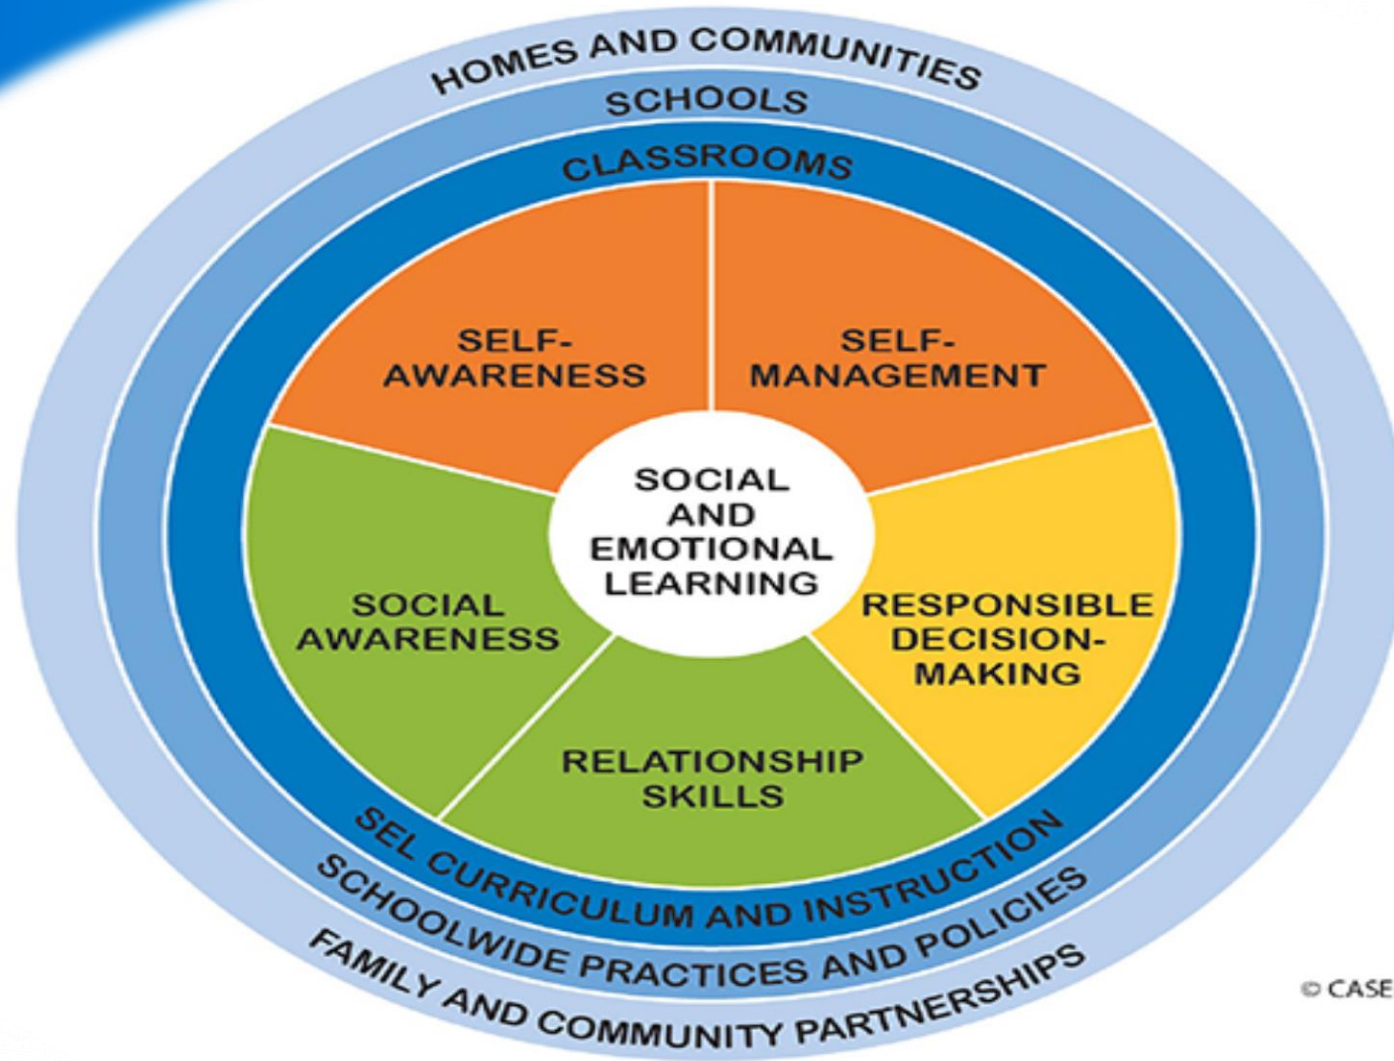 HOMES AND COMMUNITIES
SCHOOLS
CLASSROOMS
SELF-
AWARENESS
SELF-
MANAGEMENT
SOCIAL
AND
EMOTIONAL
LEARNING
SOCIAL
AWARENESS
RESPONSIBLE
DECISION-
MAKING
RELATIONSHIP
SKILLS
SEL CURRICULUM AND INSTRUCTION
SCHOOLWIDE PRACTICES AND POLICIES
FAMILY AND COMMUNITY PARTNERSHIPS
© CASE